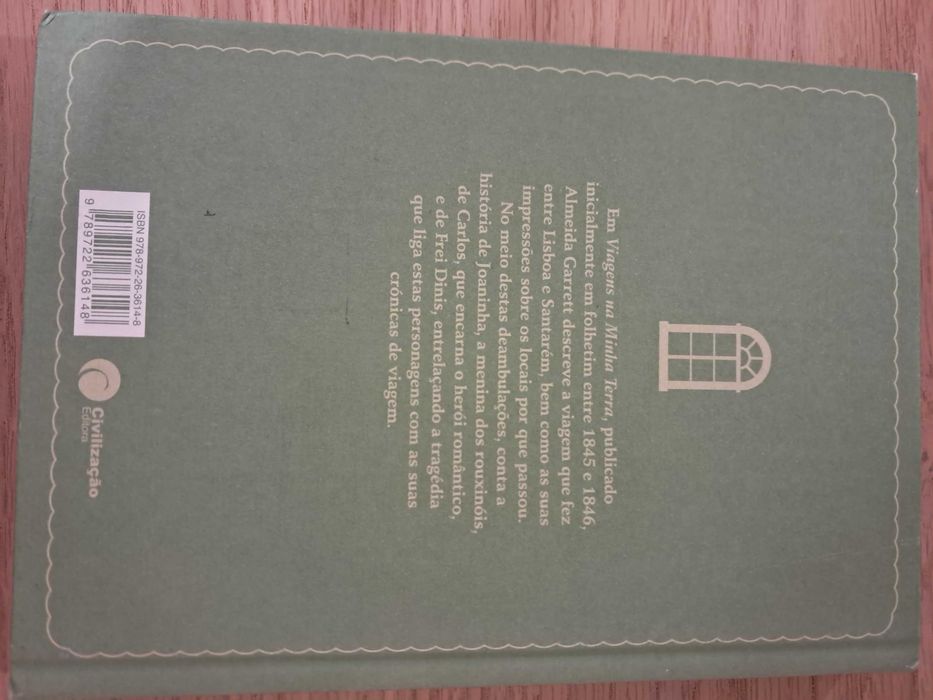 Em Viagens na Minha Terra, publicado
inicialmente em folhetim entre 1845 e 1846,
Almeida Garrett descreve a viagem que fez
entre Lisboa e Santarém, bem como as suas
impressões sobre os locais por que passou.
No meio destas deambulações, conta a
história de Joaninha, a menina dos rouxinóis,
de Carlos, que encarna o herói romântico,
e de Frei Dinis, entrelaçando a tragédia
que liga estas personagens com as suas
crónicas de viagem.
ISBN 978-972-26-3614-8
9 789722 636148
Civilização
Editora